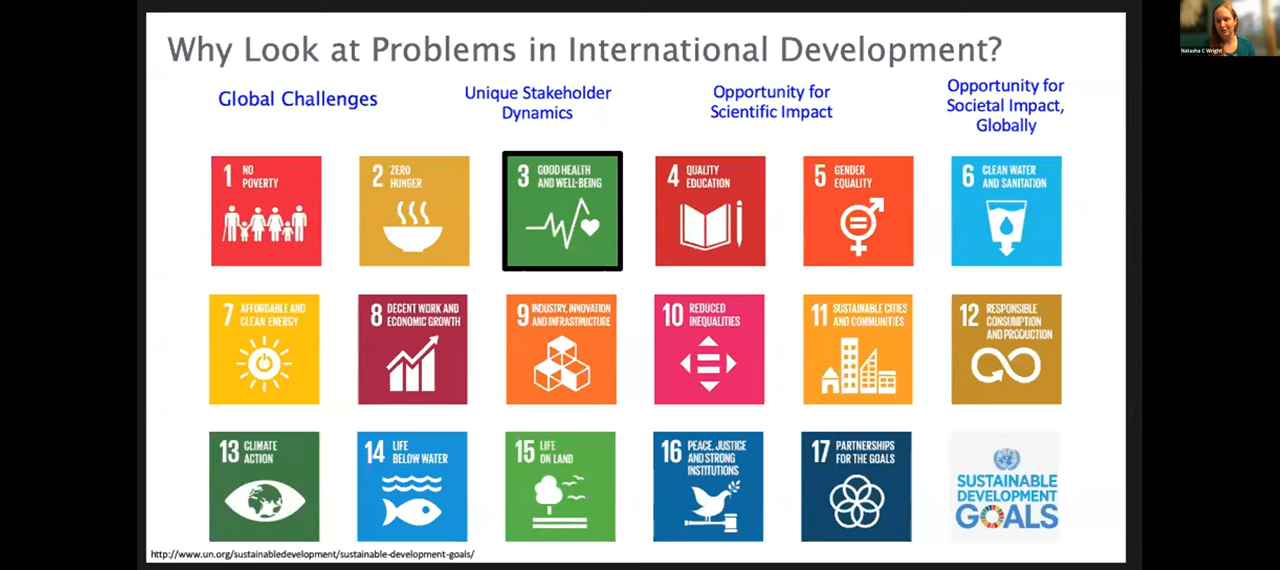 Why Look at Problems in International Development?
Natasha C Wright
Global Challenges
Unique Stakeholder
Dynamics
Opportunity for
Scientific Impact
Opportunity for
Societal Impact,
Globally
1 NO
POVERTY
2 ZERO
HUNGER
3 GOOD HEALTH
AND WELL-BEING
4 QUALITY
EDUCATION
5 GENDER
EQUALITY
6 CLEAN WATER
AND SANITATION
7 AFFORDABLE AND
CLEAN ENERGY
8 DECENT WORK AND
ECONOMIC GROWTH
9 INDUSTRY, INNOVATION
AND INFRASTRUCTURE
10 REDUCED
INEQUALITIES
11 SUSTAINABLE CITIES
AND COMMUNITIES
12 RESPONSIBLE
CONSUMPTION
AND PRODUCTION
13 CLIMATE
ACTION
14 LIFE
BELOW WATER
15 LIFE
ON LAND
16 PEACE, JUSTICE
AND STRONG
INSTITUTIONS
17 PARTNERSHIPS
FOR THE GOALS
SUSTAINABLE
DEVELOPMENT
GOALS
http://www.un.org/sustainabledevelopment/sustainable-development-goals/